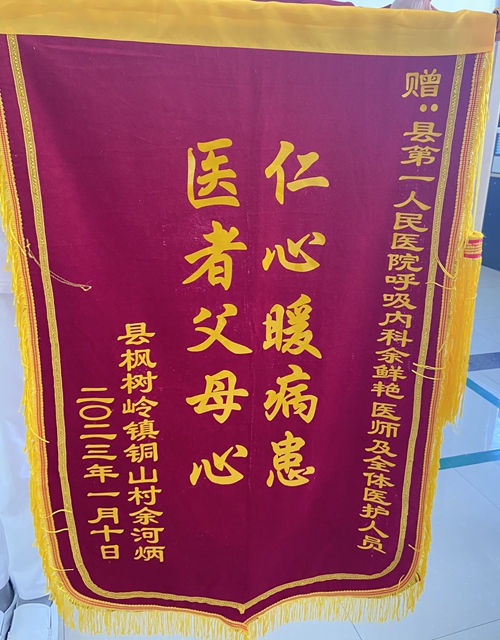 赠：县第一人民医院呼吸内科余鲜艳医师及全体医护人员
仁心暖病患
医者父母心
县枫树岭镇铜山村余河炳
二〇二三年一月十日